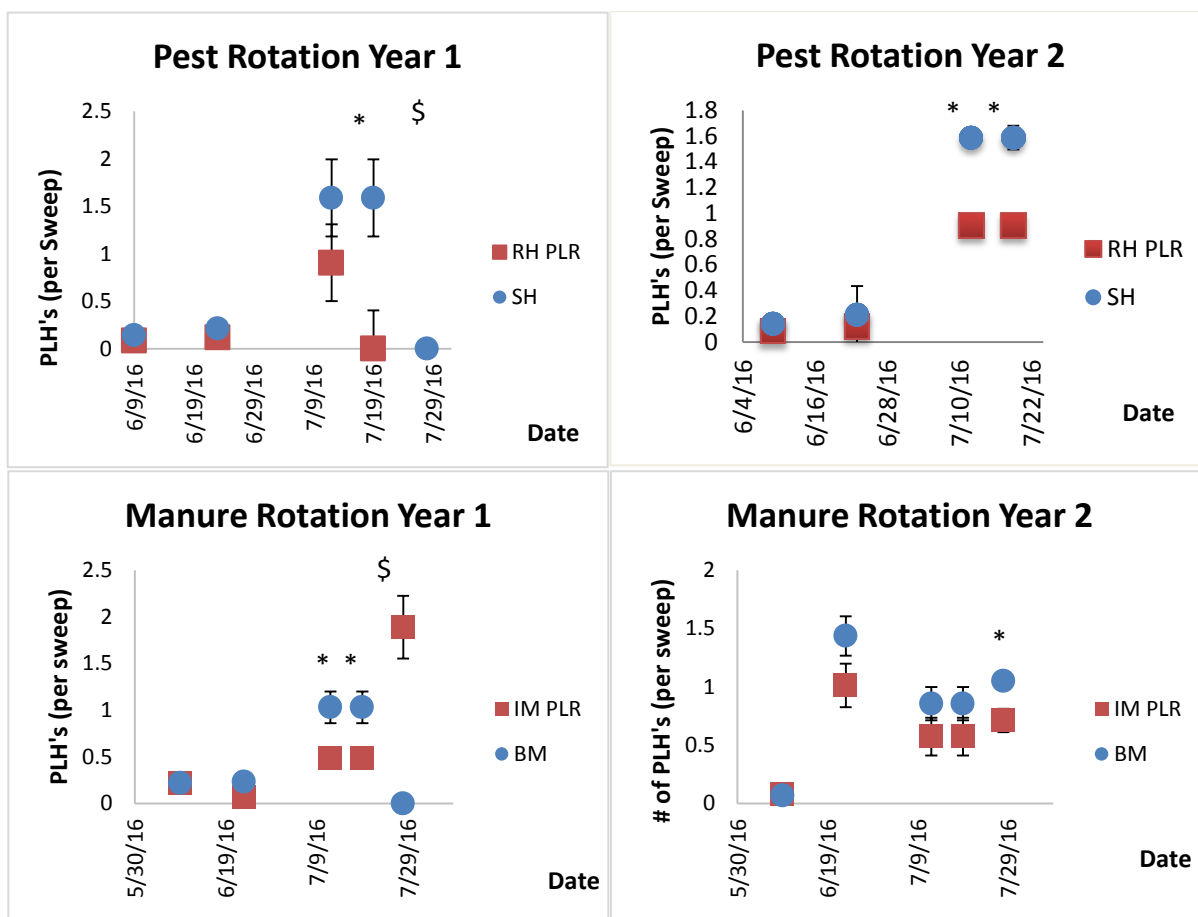 Pest Rotation Year 1
PLH's (per Sweep)
2.5
2
1.5
1
0.5
0
* $
6/9/16
6/19/16
6/29/16
7/9/16
7/19/16
7/29/16
Date
RH PLR
SH
Pest Rotation Year 2
PLH's (per Sweep)
1.8
1.6
1.4
1.2
1
0.8
0.6
0.4
0.2
0
* *
6/4/16
6/16/16
6/28/16
7/10/16
7/22/16
Date
RH PLR
SH
Manure Rotation Year 1
PLH's (per sweep)
2.5
2
1.5
1
0.5
0
$
* *
5/30/16
6/19/16
7/9/16
7/29/16
Date
IM PLR
BM
Manure Rotation Year 2
# of PLH's (per sweep)
2
1.5
1
0.5
0
*
5/30/16
6/19/16
7/9/16
7/29/16
Date
IM PLR
BM